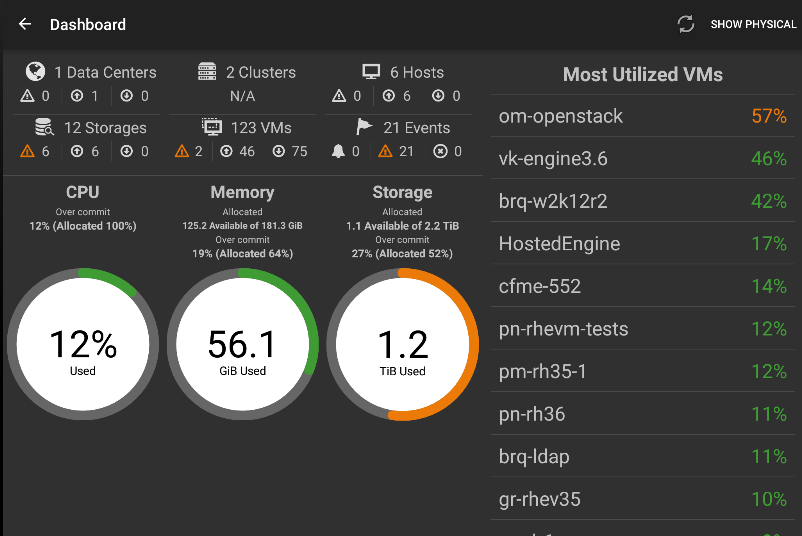 Dashboard
SHOW PHYSICAL
1 Data Centers
0 1 0
2 Clusters
N/A
6 Hosts
0 6 0
12 Storages
6 6 0
123 VMs
2 46 75
21 Events
0 21 0
CPU
Over commit
12% (Allocated 100%)
12%
Used
Memory
Allocated
125.2 Available of 181.3 GiB
Over commit
19% (Allocated 64%)
56.1
GiB Used
Storage
Allocated
1.1 Available of 2.2 TiB
Over commit
27% (Allocated 52%)
1.2
TiB Used
Most Utilized VMs
om-openstack 57%
vk-engine3.6 46%
brq-w2k12r2 42%
HostedEngine 17%
cfme-552 14%
pn-rhevm-tests 12%
pm-rh35-1 12%
pn-rh36 11%
brq-ldap 11%
gr-rhev35 10%